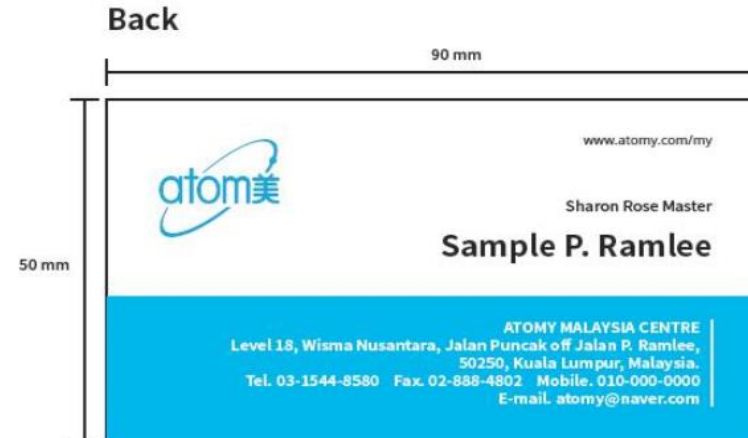 Back
90 mm
50 mm
atom美
www.atomy.com/my
Sharon Rose Master
Sample P. Ramlee
ATOMY MALAYSIA CENTRE
Level 18, Wisma Nusantara, Jalan Puncak off Jalan P. Ramlee,
50250, Kuala Lumpur, Malaysia.
Tel. 03-1544-8580 Fax. 02-888-4802 Mobile. 010-000-0000
E-mail. atomy@naver.com